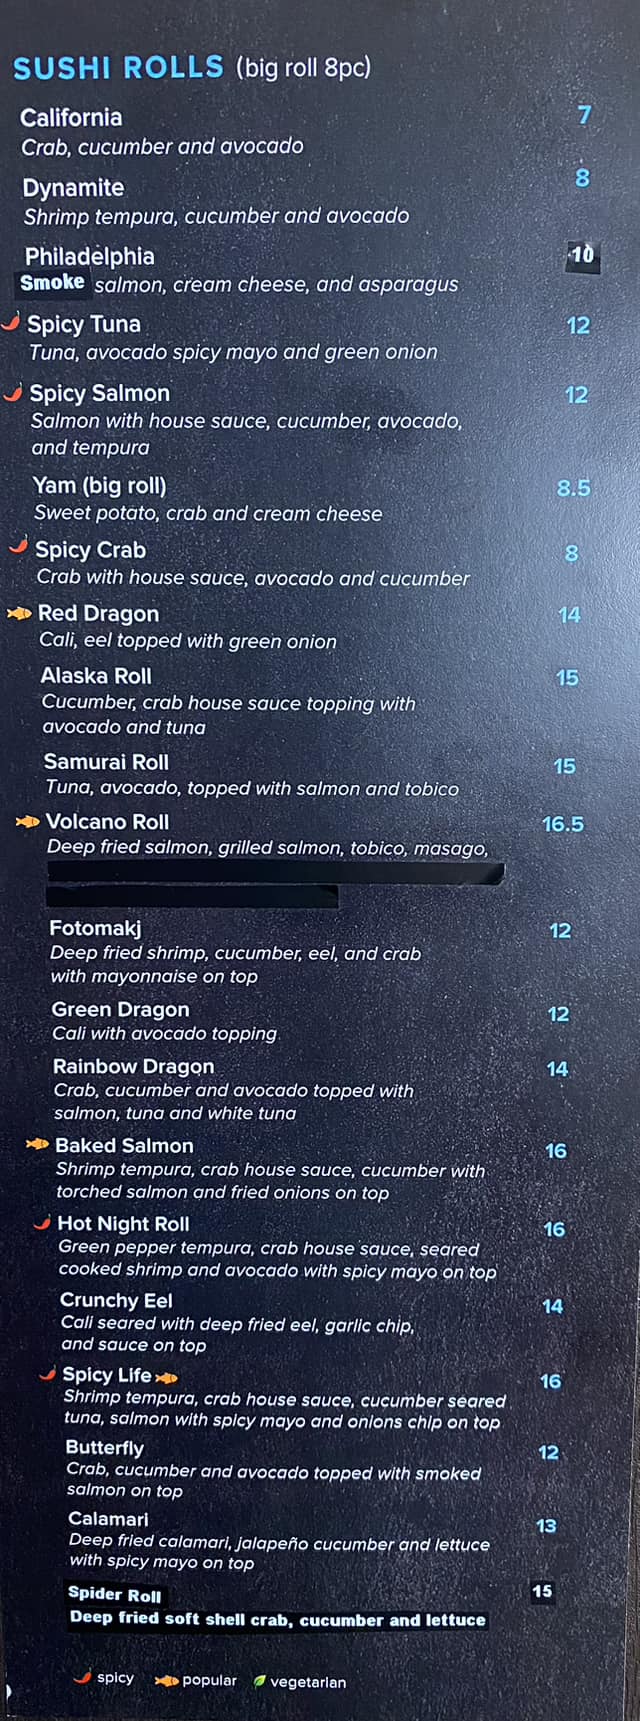 SUSHI ROLLS (big roll 8pc)
California 7
Crab, cucumber and avocado
Dynamite 8
Shrimp tempura, cucumber and avocado
Philadelphia 10
Smoke salmon, cream cheese, and asparagus
Spicy Tuna 12
Tuna, avocado spicy mayo and green onion
Spicy Salmon 12
Salmon with house sauce, cucumber, avocado,
and tempura
Yam (big roll) 8.5
Sweet potato, crab and cream cheese
Spicy Crab 8
Crab with house sauce, avocado and cucumber
Red Dragon 14
Cali, eel topped with green onion
Alaska Roll 15
Cucumber, crab house sauce topping with
avocado and tuna
Samurai Roll 15
Tuna, avocado, topped with salmon and tobico
Volcano Roll 16.5
Deep fried salmon, grilled salmon, tobico, masago,
Fotomakj 12
Deep fried shrimp, cucumber, eel, and crab
with mayonnaise on top
Green Dragon 12
Cali with avocado topping
Rainbow Dragon 14
Crab, cucumber and avocado topped with
salmon, tuna and white tuna
Baked Salmon 16
Shrimp tempura, crab house sauce, cucumber with
torched salmon and fried onions on top
Hot Night Roll 16
Green pepper tempura, crab house sauce, seared
cooked shrimp and avocado with spicy mayo on top
Crunchy Eel 14
Cali seared with deep fried eel, garlic chip,
and sauce on top
Spicy Life 16
Shrimp tempura, crab house sauce, cucumber seared
tuna, salmon with spicy mayo and onions chip on top
Butterfly 12
Crab, cucumber and avocado topped with smoked
salmon on top
Calamari 13
Deep fried calamari, jalapeño cucumber and lettuce
with spicy mayo on top
Spider Roll 15
Deep fried soft shell crab, cucumber and lettuce
spicy popular vegetarian